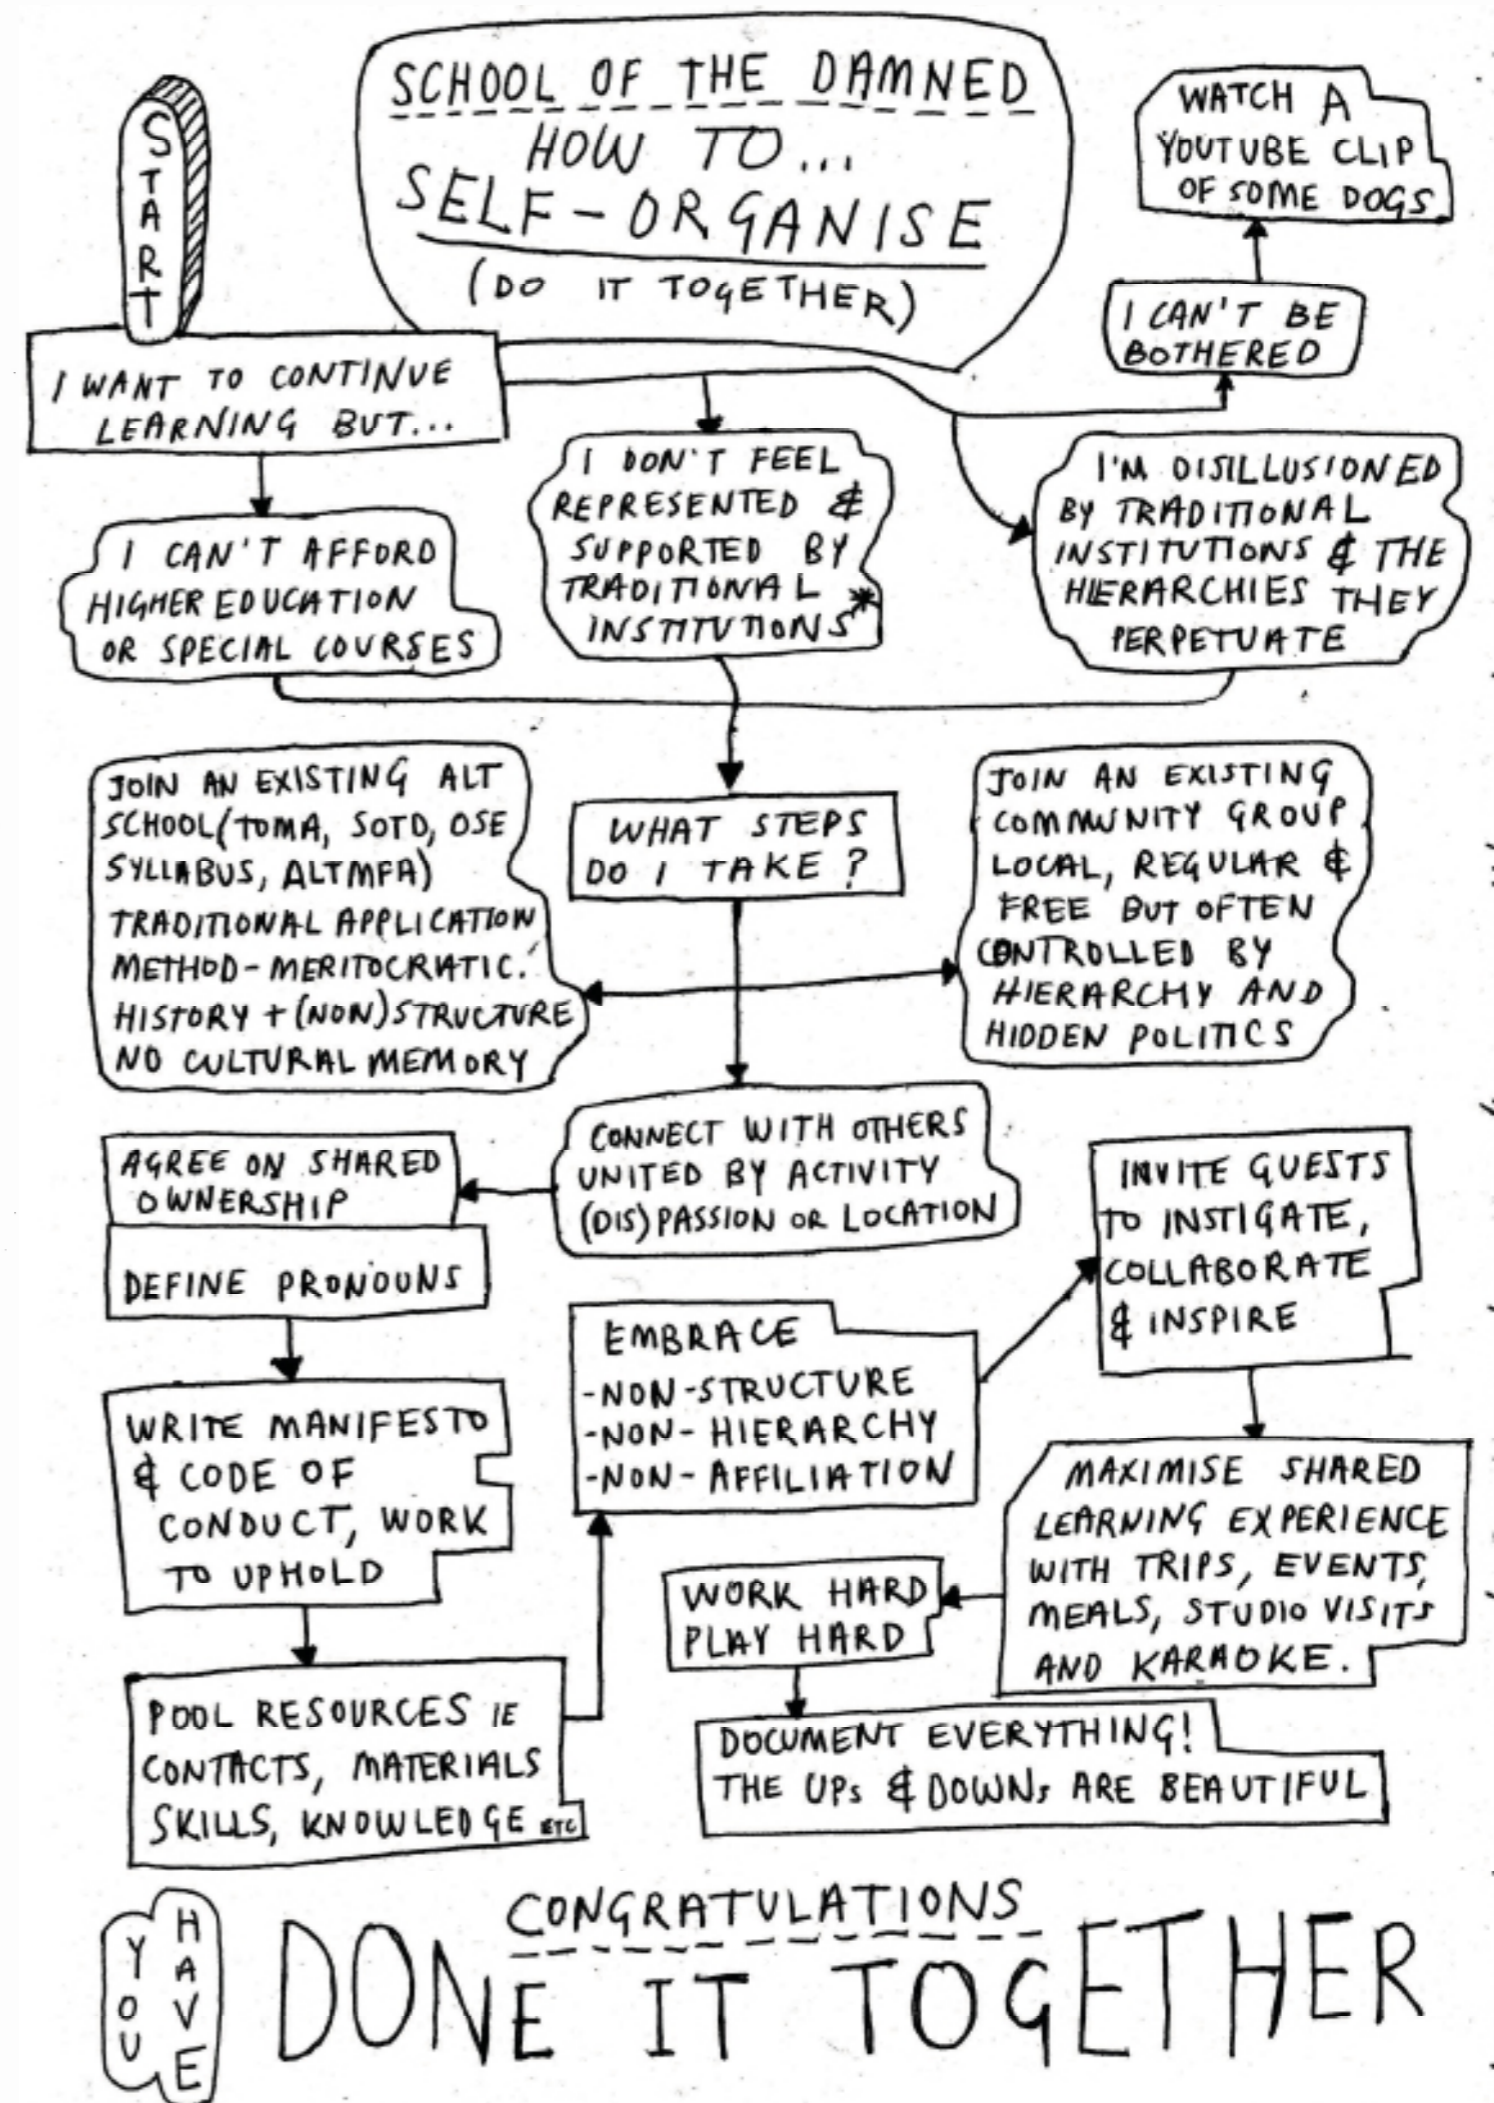 SCHOOL OF THE DAMNED
HOW TO...
SELF-ORGANISE
(DO IT TOGETHER)
START
I WANT TO CONTINUE
LEARNING BUT...
WATCH A
YOUTUBE CLIP
OF SOME DOGS
I CAN'T BE
BOTHERED
I CAN'T AFFORD
HIGHER EDUCATION
OR SPECIAL COURSES
I DON'T FEEL
REPRESENTED &
SUPPORTED BY
TRADITIONAL
INSTITUTIONS*
I'M DISILLUSIONED
BY TRADITIONAL
INSTITUTIONS & THE
HIERARCHIES THEY
PERPETUATE
WHAT STEPS
DO I TAKE?
JOIN AN EXISTING ALT
SCHOOL (TOMA, SOTD, OSE
SYLLABUS, ALTMFA)
TRADITIONAL APPLICATION
METHOD-MERITOCRATIC.
HISTORY + (NON)STRUCTURE
NO CULTURAL MEMORY
JOIN AN EXISTING
COMMUNITY GROUP
LOCAL, REGULAR &
FREE BUT OFTEN
CONTROLLED BY
HIERARCHY AND
HIDDEN POLITICS
CONNECT WITH OTHERS
UNITED BY ACTIVITY
(DIS)PASSION OR LOCATION
AGREE ON SHARED
OWNERSHIP
DEFINE PRONOUNS
WRITE MANIFESTO
& CODE OF
CONDUCT, WORK
TO UPHOLD
POOL RESOURCES IE
CONTACTS, MATERIALS
SKILLS, KNOWLEDGE ETC
EMBRACE
-NON-STRUCTURE
-NON-HIERARCHY
-NON-AFFILIATION
INVITE GUESTS
TO INSTIGATE,
COLLABORATE
& INSPIRE
MAXIMISE SHARED
LEARNING EXPERIENCE
WITH TRIPS, EVENTS,
MEALS, STUDIO VISITS
AND KARAOKE.
WORK HARD
PLAY HARD
DOCUMENT EVERYTHING!
THE UPs & DOWNs ARE BEAUTIFUL
CONGRATULATIONS
YOU HAVE
DONE IT TOGETHER